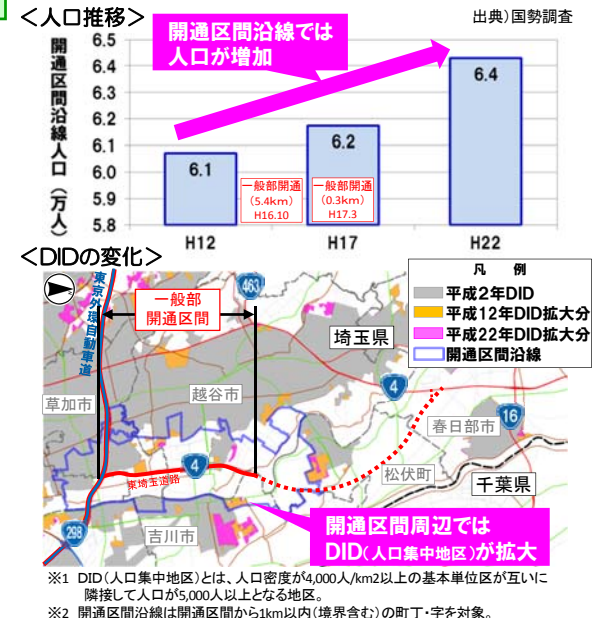 ＜人口推移＞
出典）国勢調査
開通区間沿線では
人口が増加
開通区間沿線人口（万人）
6.5
6.4
6.3
6.2
6.1
6.0
5.9
5.8
6.1
6.2
6.4
一般部開通
（5.4km）
H16.10
一般部開通
（0.3km）
H17.3
H12
H17
H22
＜DIDの変化＞
凡 例
平成2年DID
平成12年DID拡大分
平成22年DID拡大分
開通区間沿線
東京外環自動車道
一般部
開通区間
463
埼玉県
4
草加市
越谷市
16
春日部市
4
東埼玉道路
松伏町
千葉県
298
吉川市
開通区間周辺では
DID（人口集中地区）が拡大
※1 DID（人口集中地区）とは、人口密度が4,000人/km2以上の基本単位区が互いに
隣接して人口が5,000人以上となる地区。
※2 開通区間沿線は開通区間から1km以内（境界含む）の町丁・字を対象。